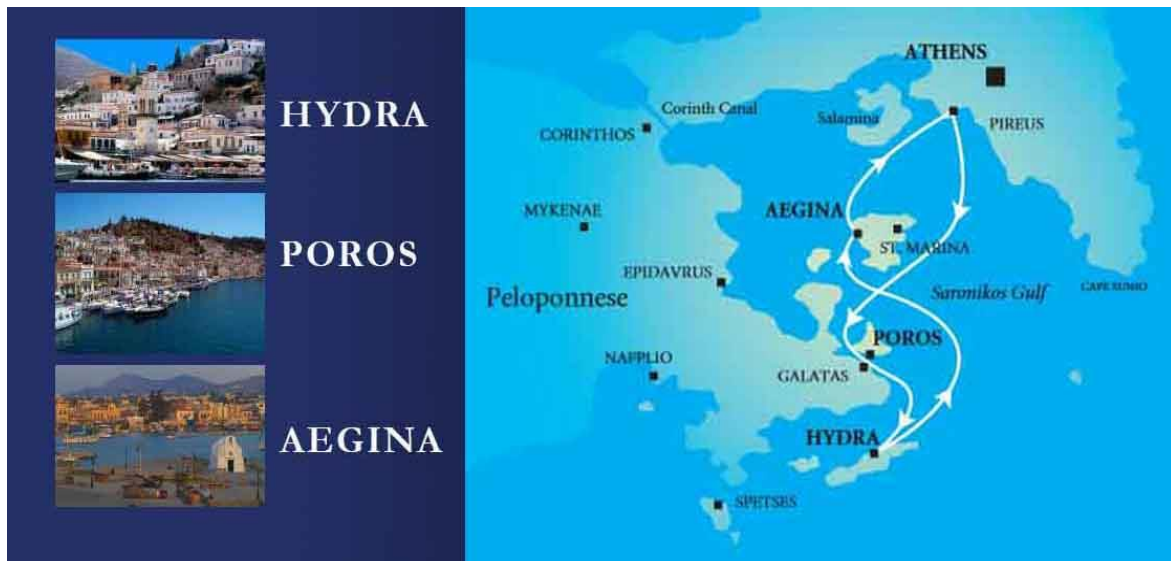 HYDRA
POROS
AEGINA
ATHENS
Corinth Canal
Salamina
PIREUS
CORINTHOS
AEGINA
MYKENAE
ST. MARINA
EPIDAVRUS
Peloponnese
Saronikos Gulf
CAPE SUNIO
POROS
NAFPLIO
GALATAS
HYDRA
SPETSES